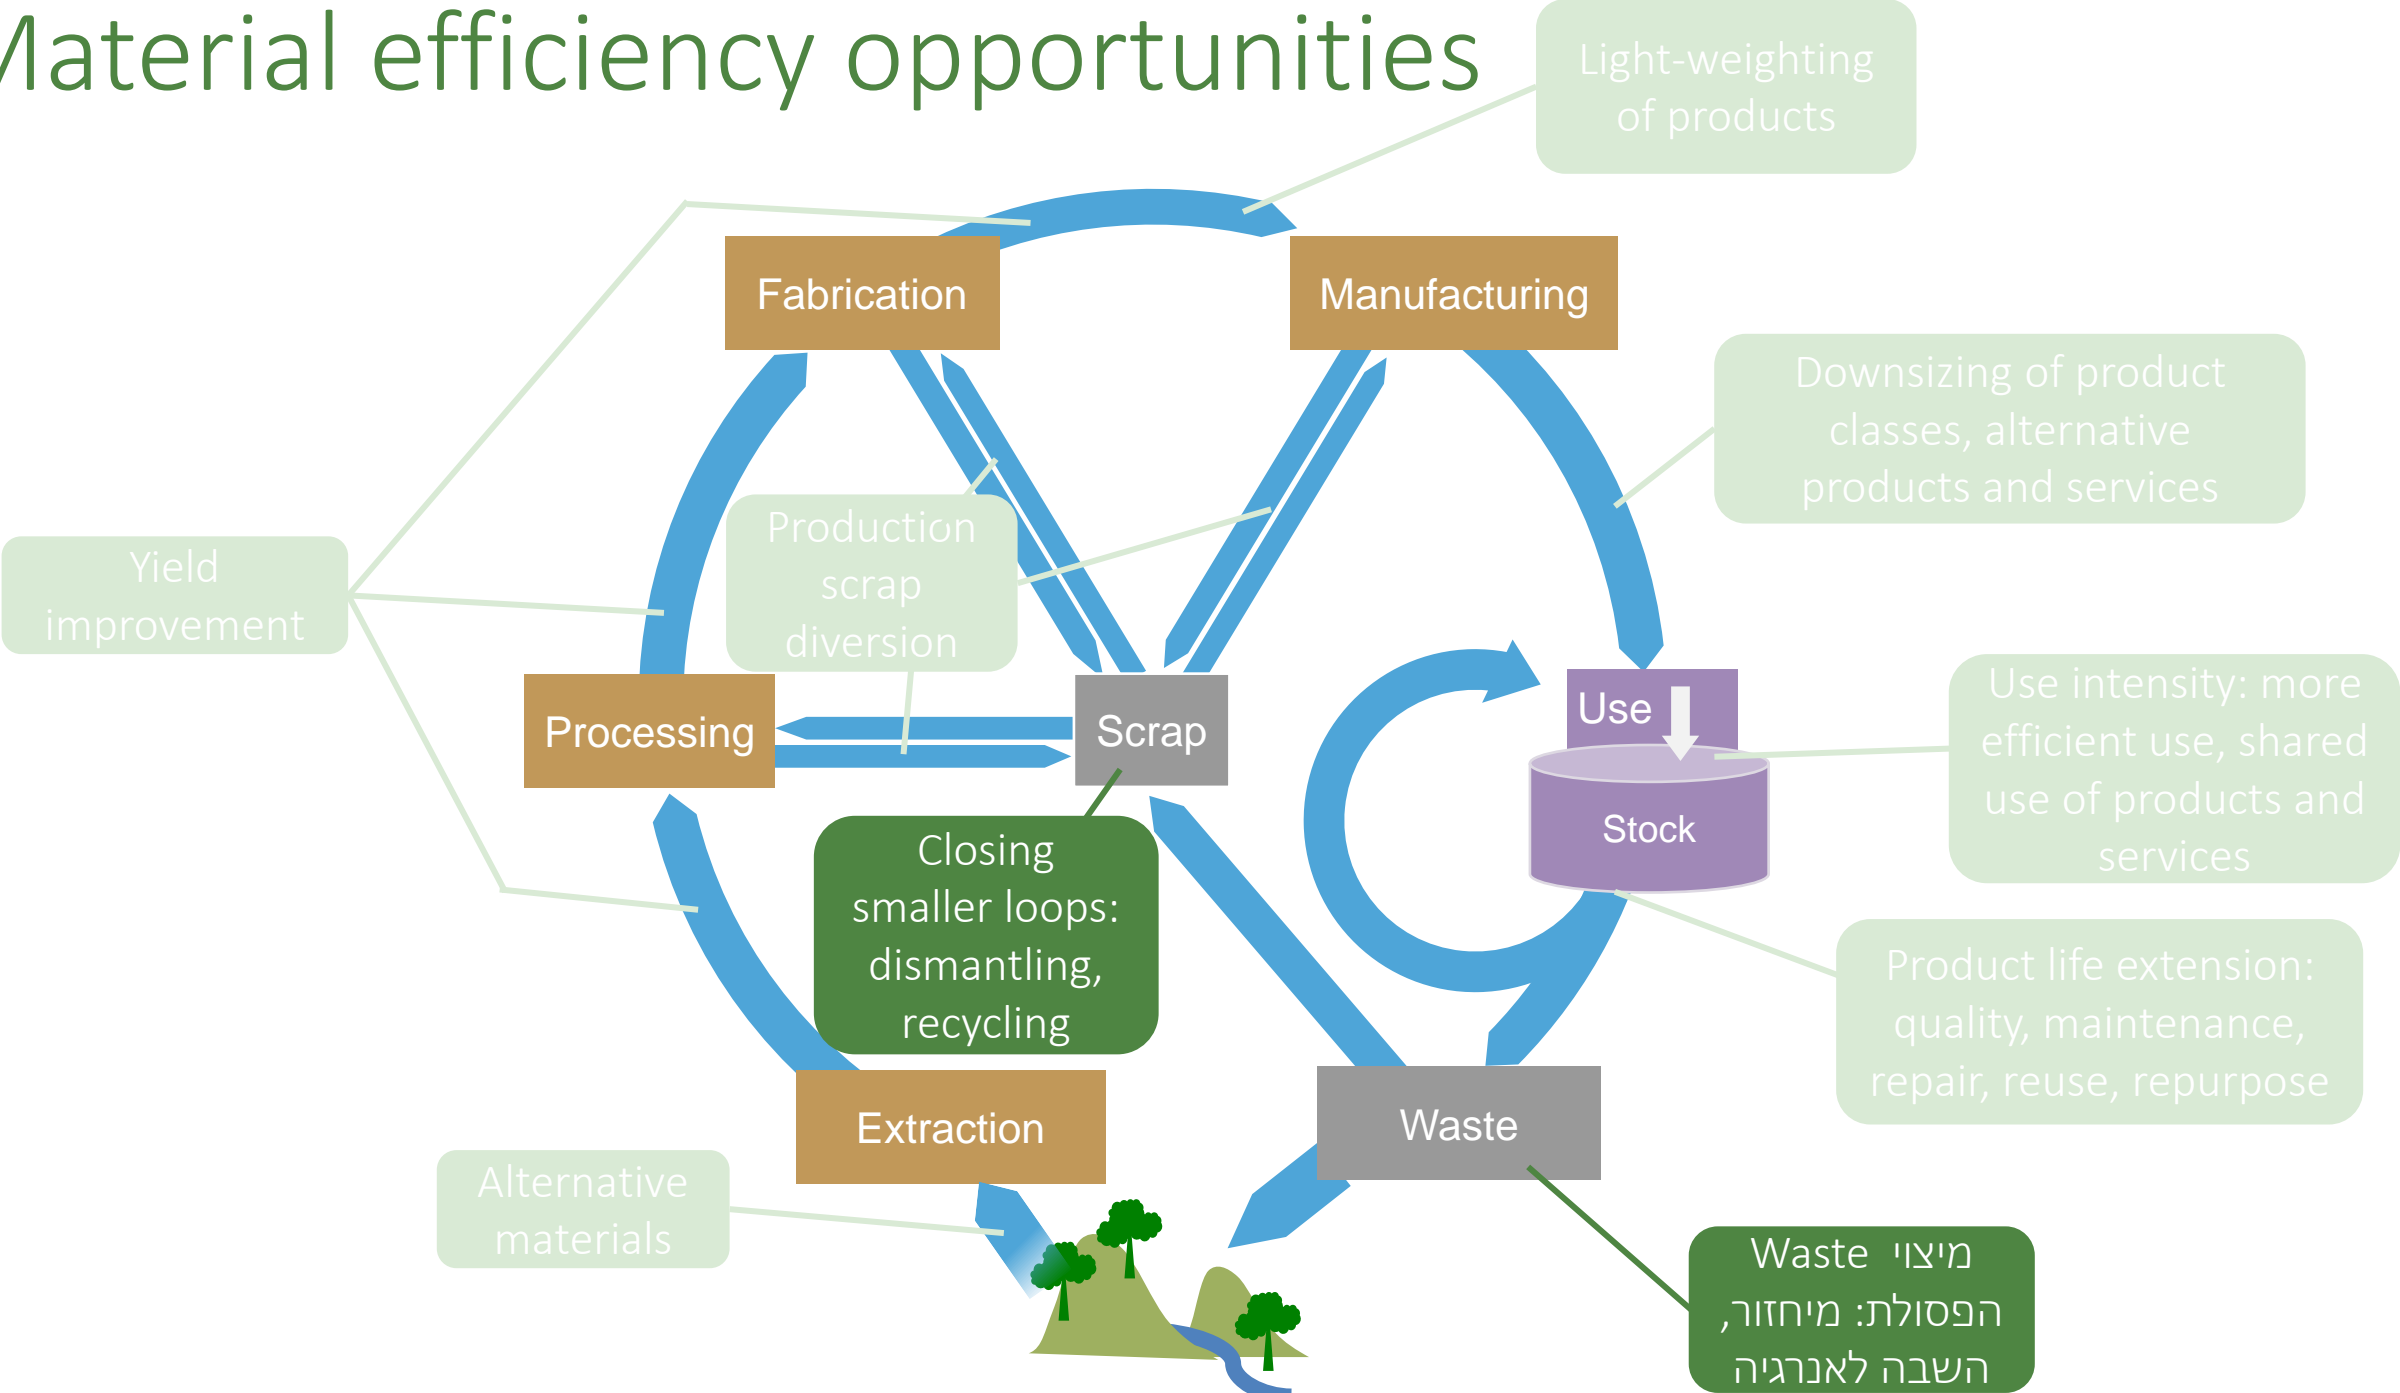 Material efficiency opportunities
Light-weighting
of products
Fabrication
Manufacturing
Downsizing of product
classes, alternative
products and services
Production
scrap
diversion
Yield
improvement
Processing
Scrap
Use
Stock
Use intensity: more
efficient use, shared
use of products and
services
Closing
smaller loops:
dismantling,
recycling
Product life extension:
quality, maintenance,
repair, reuse, repurpose
Extraction
Waste
Alternative
materials
מיצוי Waste
הפסולת: מיחזור,
השבה לאנרגיה